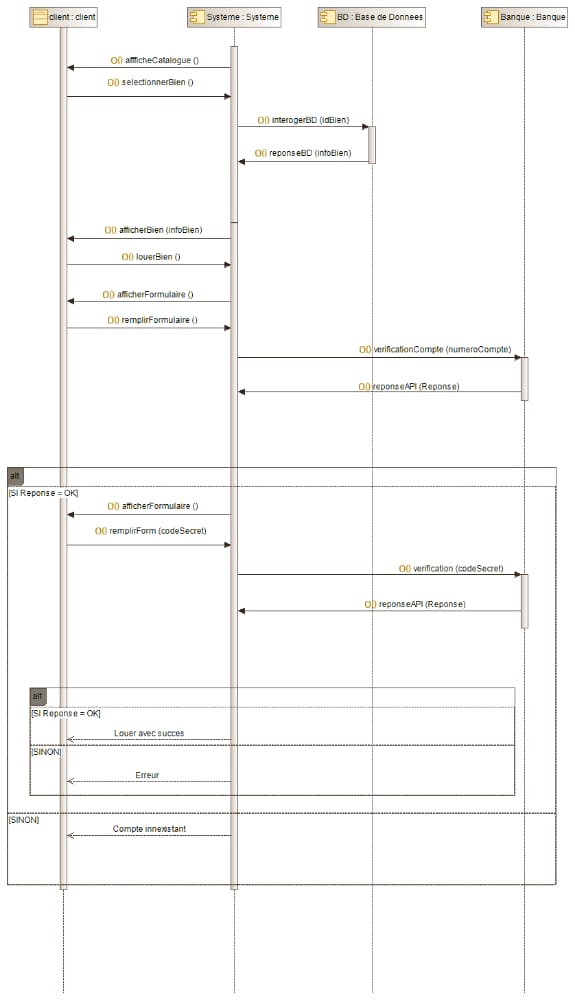 client : client
Systeme : Systeme
BD : Base de Donnees
Banque : Banque
O() affficheCatalogue ()
O() selectionnerBien ()
O() interogerBD (idBien)
O() reponseBD (infoBien)
O() afficherBien (infoBien)
O() louerBien ()
O() afficherFormulaire ()
O() remplirFormulaire ()
O() verificationCompte (numeroCompte)
O() reponseAPI (Reponse)
alt
[SI Reponse = OK]
O() afficherFormulaire ()
O() remplirForm (codeSecret)
O() verification (codeSecret)
O() reponseAPI (Reponse)
alt
[SI Reponse = OK]
Louer avec succes
[SINON]
Erreur
[SINON]
Compte innexistant